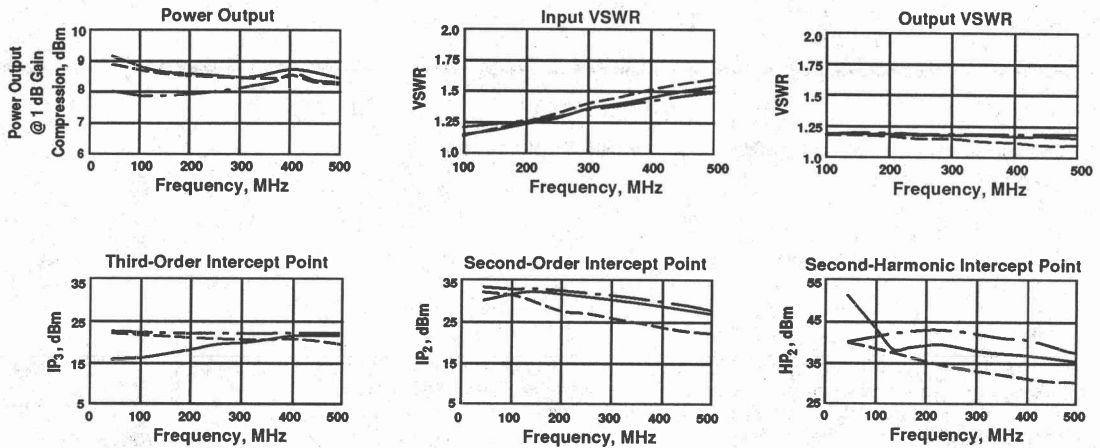 Power Output
Power Output
@ 1 dB Gain
Compression, dBm
10
9
8
7
6
0 100 200 300 400 500
Frequency, MHz
Input VSWR
VSWR
2.0
1.75
1.5
1.25
1.0
100 200 300 400 500
Frequency, MHz
Output VSWR
VSWR
2.0
1.75
1.5
1.25
1.0
100 200 300 400 500
Frequency, MHz
Third-Order Intercept Point
IP3, dBm
35
25
15
5
0 100 200 300 400 500
Frequency, MHz
Second-Order Intercept Point
IP2, dBm
35
25
15
5
0 100 200 300 400 500
Frequency, MHz
Second-Harmonic Intercept Point
HP2, dBm
55
45
35
25
0 100 200 300 400 500
Frequency, MHz